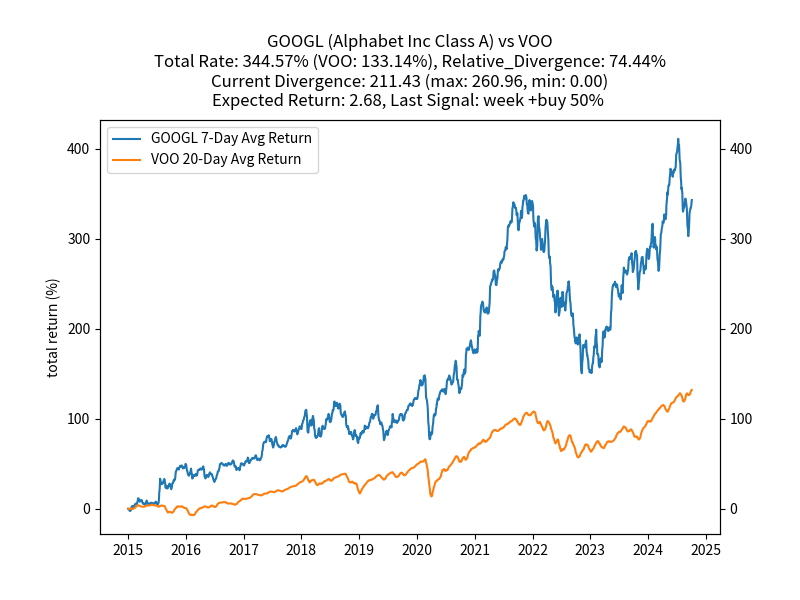 GOOGL (Alphabet Inc Class A) vs VOO
Total Rate: 344.57% (VOO: 133.14%), Relative_Divergence: 74.44%
Current Divergence: 211.43 (max: 260.96, min: 0.00)
Expected Return: 2.68, Last Signal: week +buy 50%
GOOGL 7-Day Avg Return
VOO 20-Day Avg Return
total return (%)
400 400
300 300
200 200
100 100
0 0
2015 2016 2017 2018 2019 2020 2021 2022 2023 2024 2025